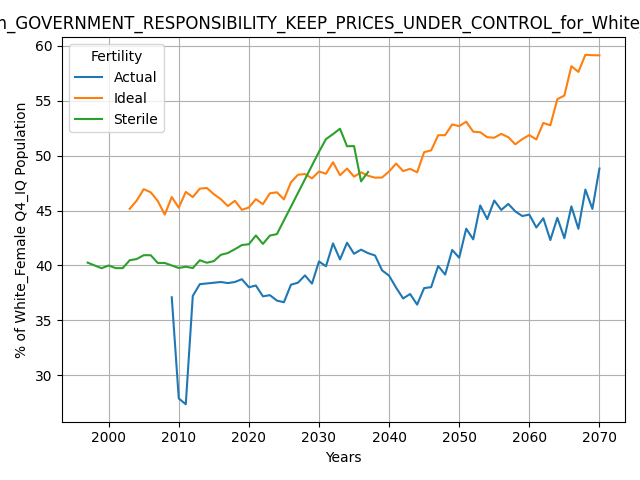 n_GOVERNMENT_RESPONSIBILITY_KEEP_PRICES_UNDER_CONTROL_for_White
Fertility
Actual
Ideal
Sterile
% of White_Female Q4_IQ Population
60
55
50
45
40
35
30
2000 2010 2020 2030 2040 2050 2060 2070
Years